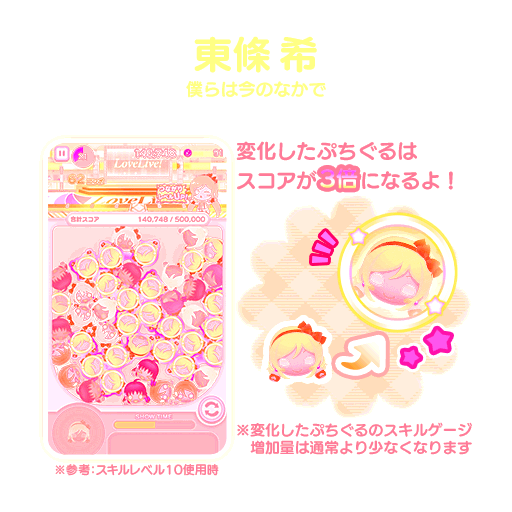 東條 希
僕らは今のなかで
変化したぷちぐるは
スコアが3倍になるよ！
LoveLive!
合計スコア 140,748 / 500,000
SHOW TIME
※変化したぷちぐるのスキルゲージ
増加量は通常より少なくなります
※参考：スキルレベル10使用時